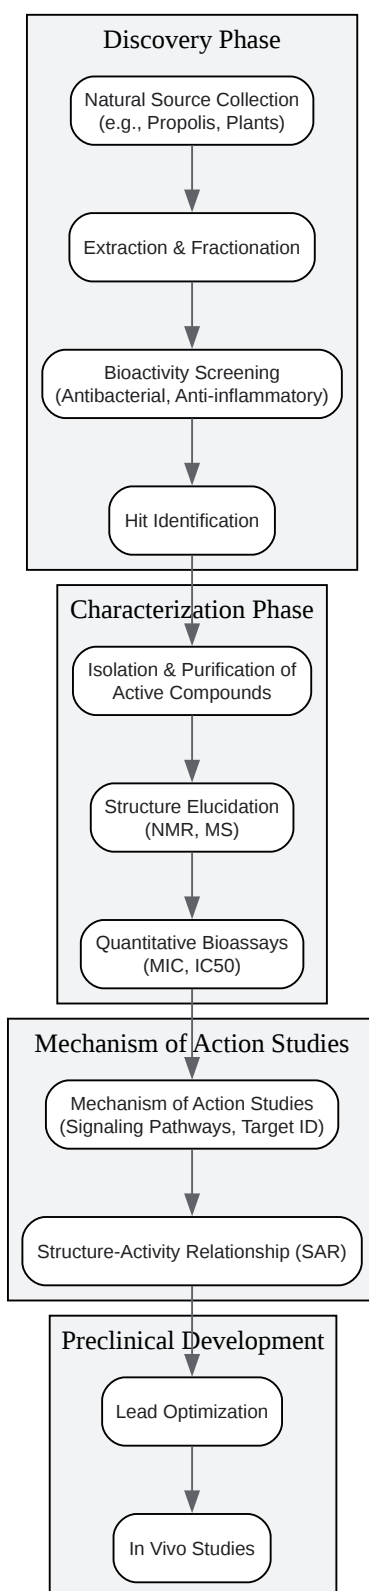 Discovery Phase
Natural Source Collection
(e.g., Propolis, Plants)
Extraction & Fractionation
Bioactivity Screening
(Antibacterial, Anti-inflammatory)
Hit Identification
Characterization Phase
Isolation & Purification of
Active Compounds
Structure Elucidation
(NMR, MS)
Quantitative Bioassays
(MIC, IC50)
Mechanism of Action Studies
Mechanism of Action Studies
(Signaling Pathways, Target ID)
Structure-Activity Relationship (SAR)
Preclinical Development
Lead Optimization
In Vivo Studies